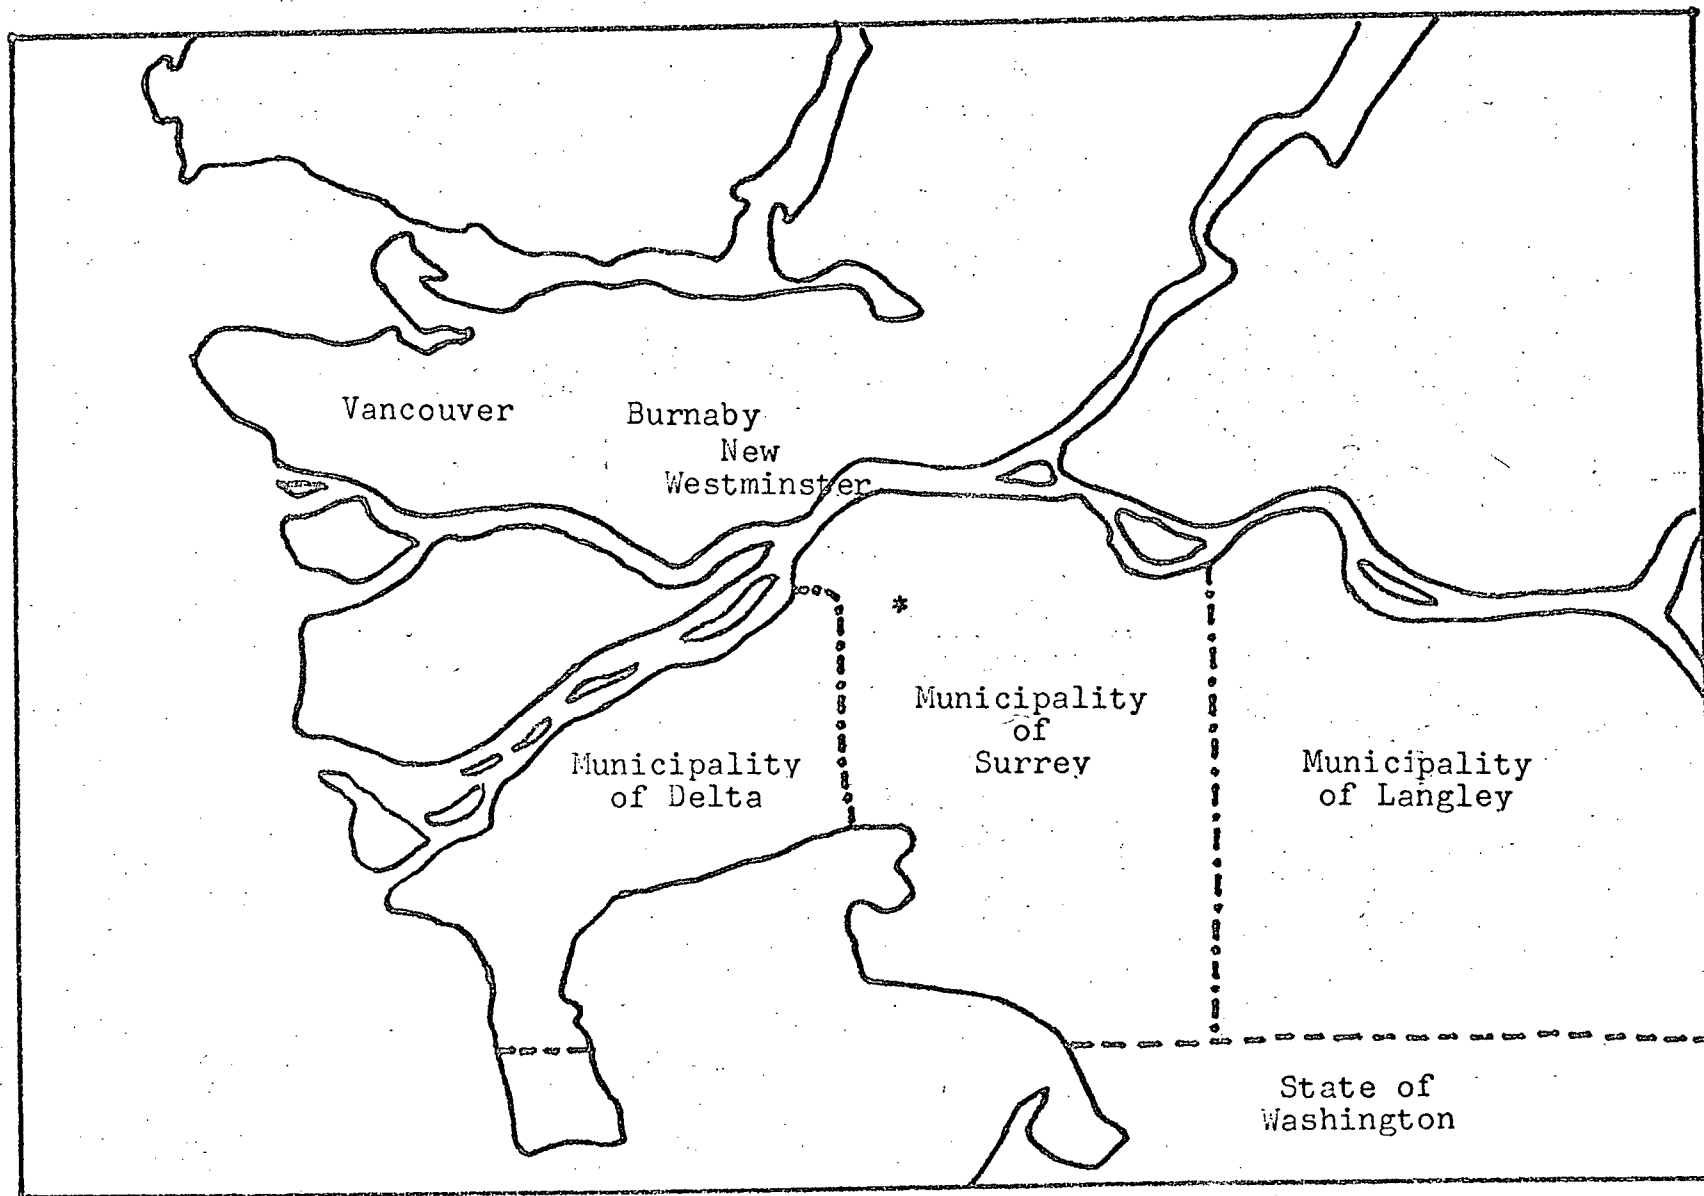 Vancouver
Burnaby
New
Westminster
*
Municipality
of
Surrey
Municipality
of Delta
Municipality
of Langley
State of
Washington